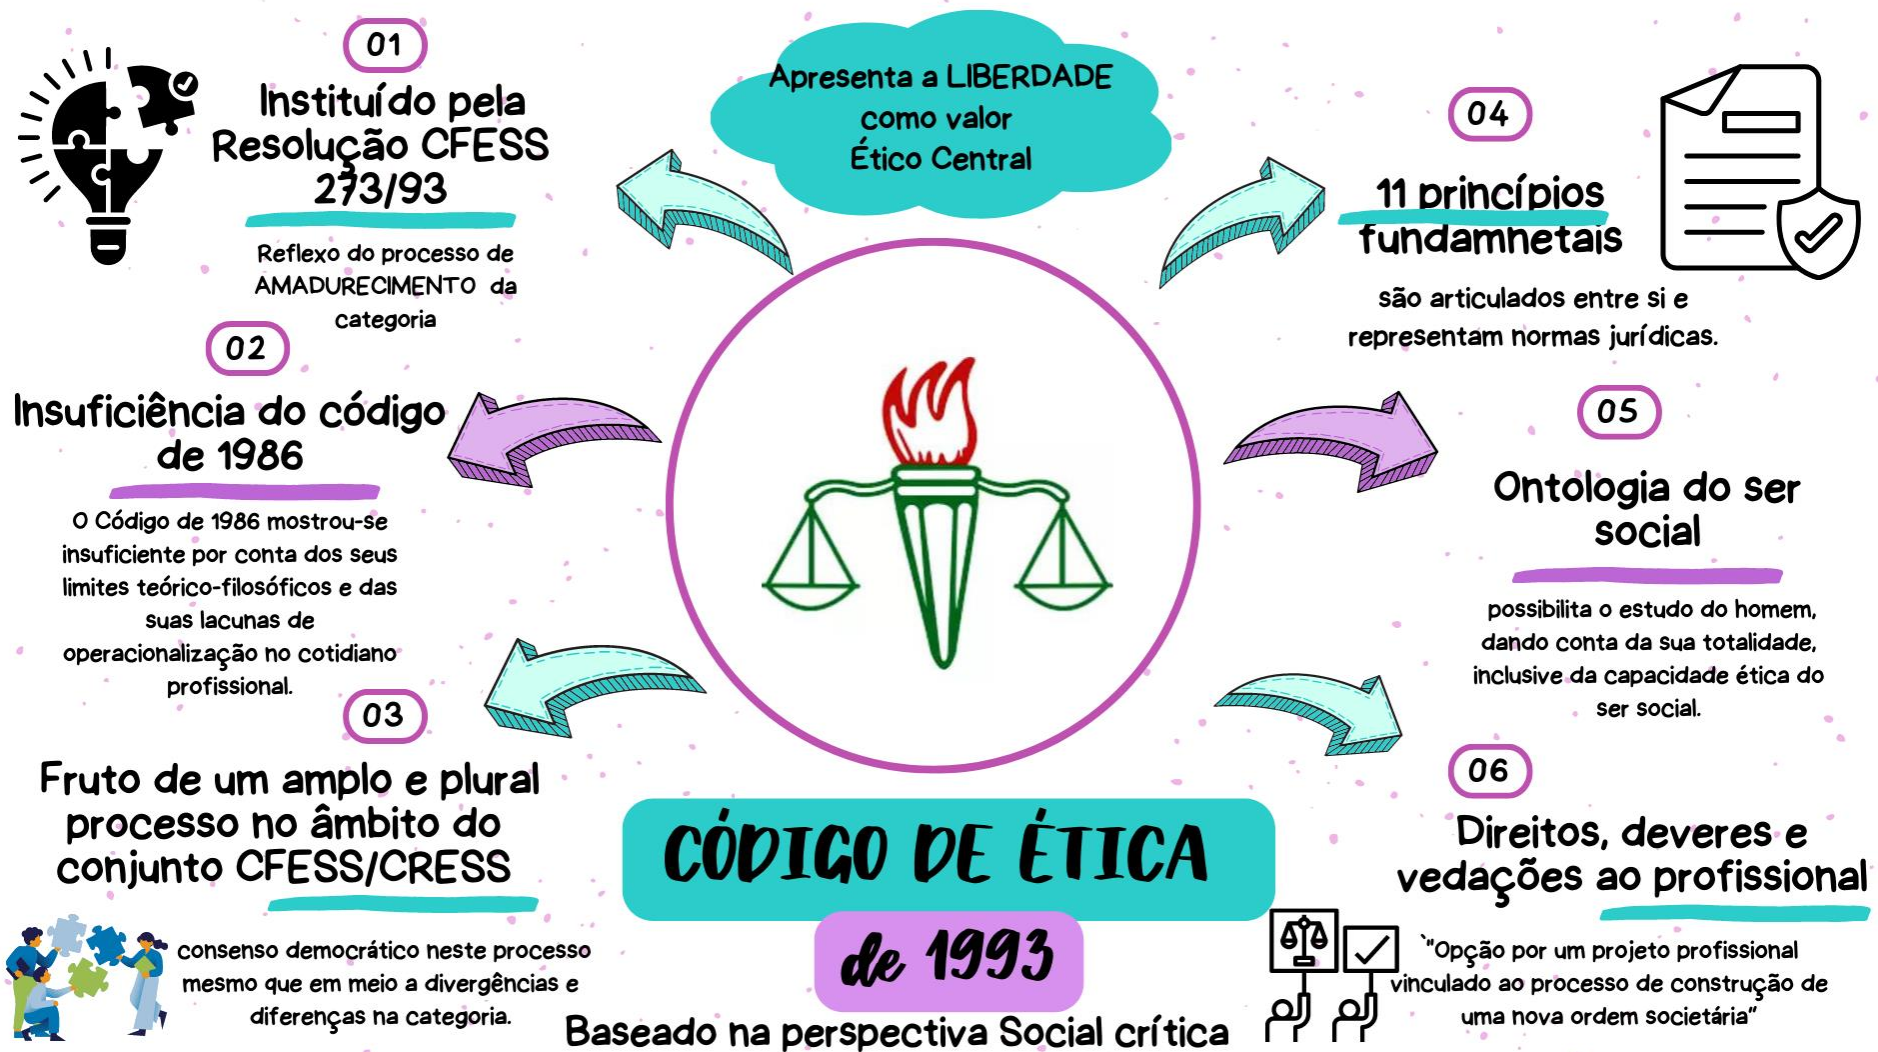 01
Instituído pela
Resolução CFESS
273/93
Reflexo do processo de
AMADURECIMENTO da
categoria
02
Insuficiência do código
de 1986
O Código de 1986 mostrou-se
insuficiente por conta dos seus
limites teórico-filosóficos e das
suas lacunas de
operacionalização no cotidiano
profissional.
03
Fruto de um amplo e plural
processo no âmbito do
conjunto CFESS/CRESS
consenso democrático neste processo
mesmo que em meio a divergências e
diferenças na categoria.
Apresenta a LIBERDADE
como valor
Ético Central
CÓDIGO DE ÉTICA
de 1993
Baseado na perspectiva Social crítica
04
11 princípios
fundamnetais
são articulados entre si e
representam normas jurídicas.
05
Ontologia do ser
social
possibilita o estudo do homem,
dando conta da sua totalidade,
inclusive da capacidade ética do
ser social.
06
Direitos, deveres e
vedações ao profissional
`"Opção por um projeto profissional
vinculado ao processo de construção de
uma nova ordem societária"